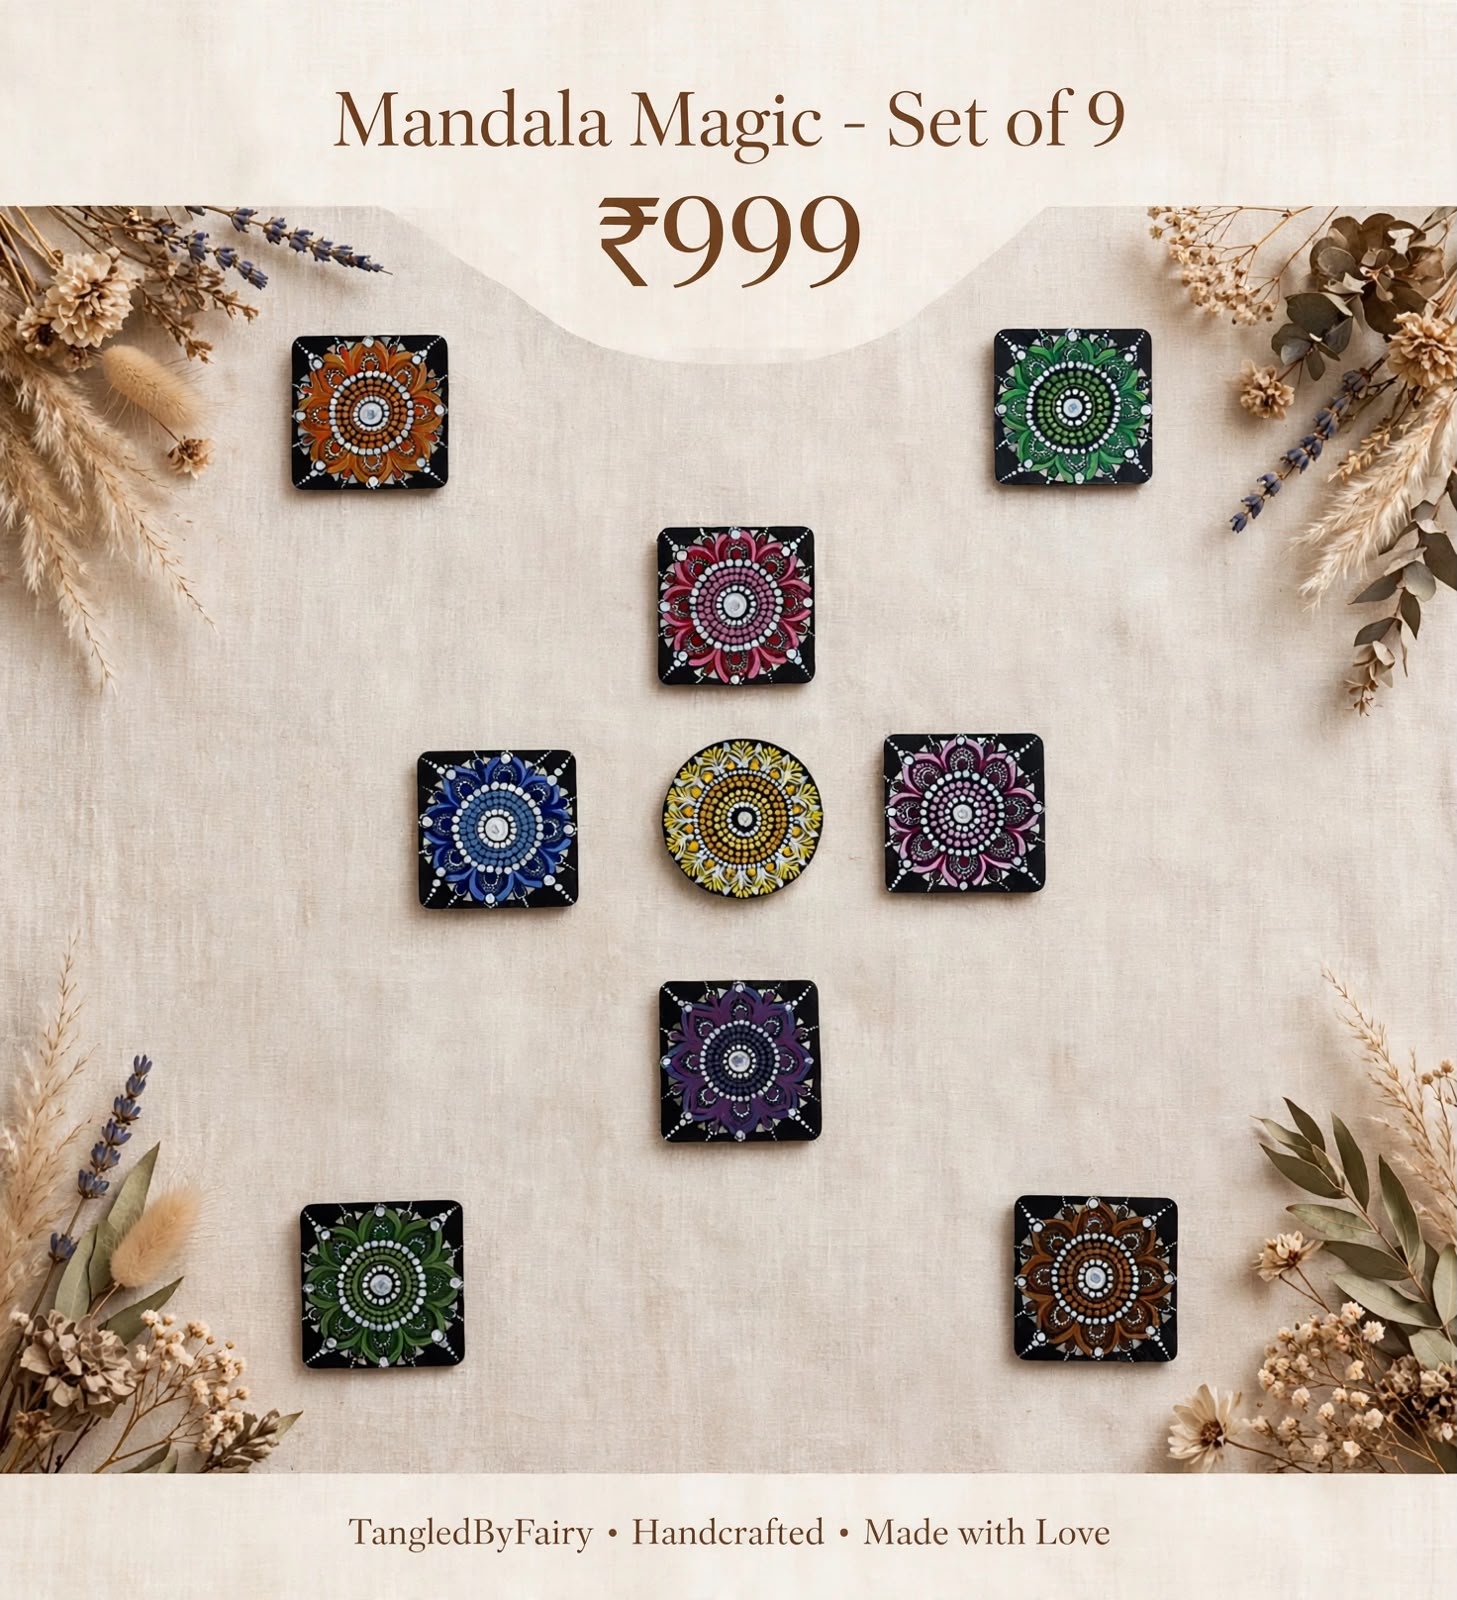 Mandala Magic - Set of 9
₹999
TangledByFairy • Handcrafted • Made with Love